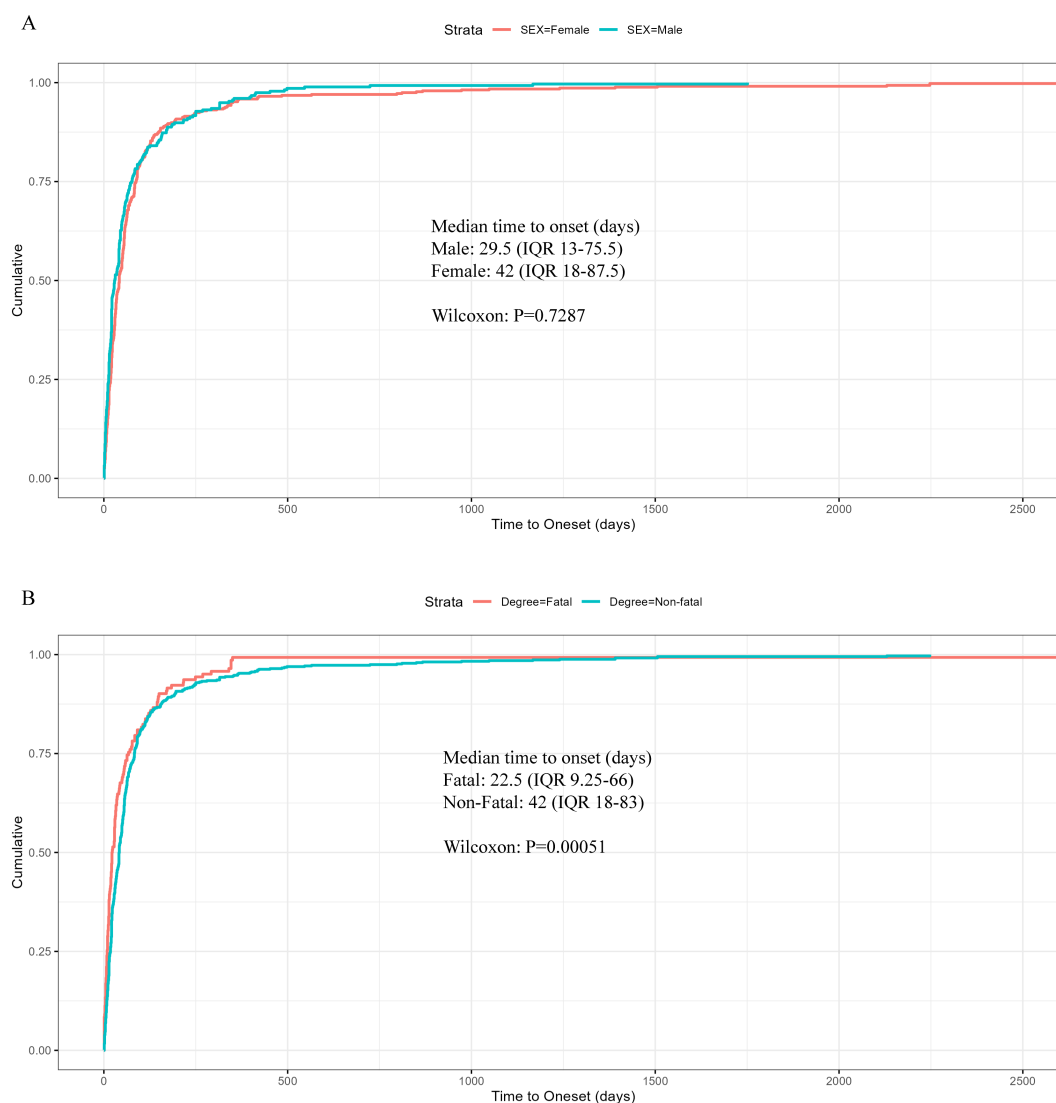 A
Strata SEX=Female SEX=Male
1.00
0.75
0.50
0.25
0.00
Cumulative
Median time to onset (days)
Male: 29.5 (IQR 13-75.5)
Female: 42 (IQR 18-87.5)
Wilcoxon: P=0.7287
0 500 1000 1500 2000 2500
Time to Oneset (days)
B
Strata Degree=Fatal Degree=Non-fatal
1.00
0.75
0.50
0.25
0.00
Cumulative
Median time to onset (days)
Fatal: 22.5 (IQR 9.25-66)
Non-Fatal: 42 (IQR 18-83)
Wilcoxon: P=0.00051
0 500 1000 1500 2000 2500
Time to Oneset (days)